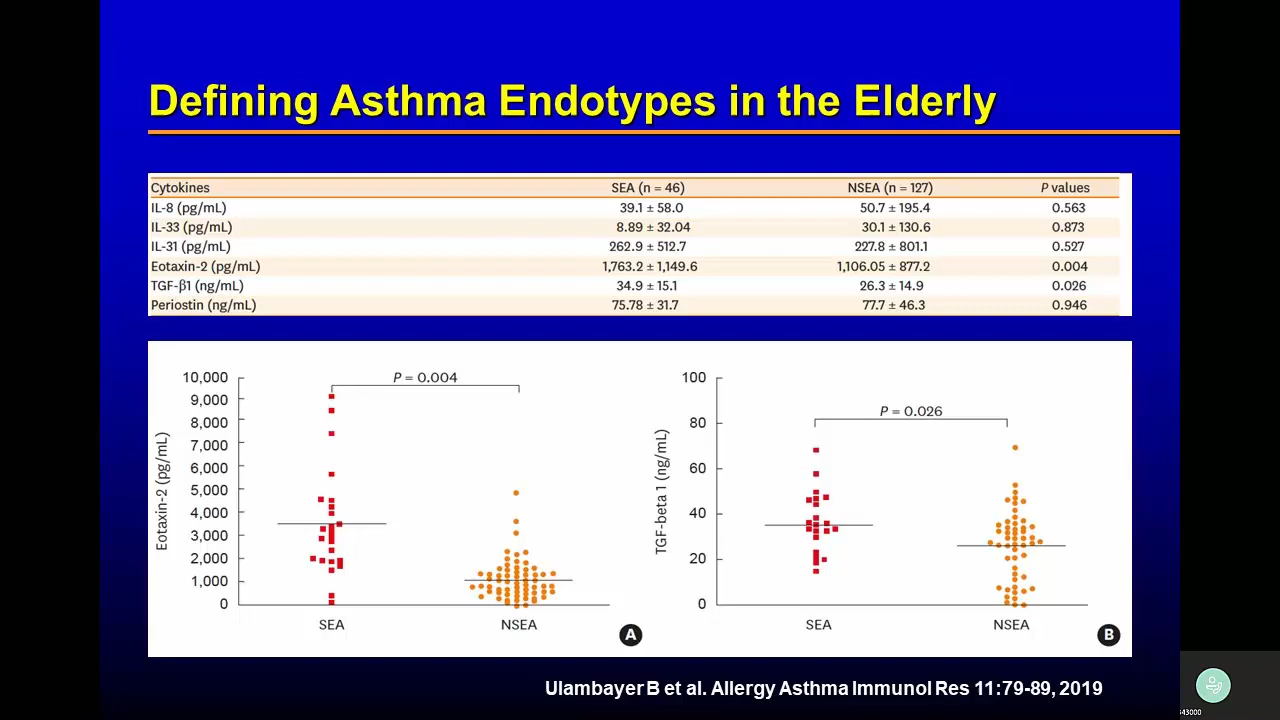 Defining Asthma Endotypes in the Elderly
Cytokines SEA (n = 46) NSEA (n = 127) P values
IL-8 (pg/mL) 39.1 ± 58.0 50.7 ± 195.4 0.563
IL-33 (pg/mL) 8.89 ± 32.04 30.1 ± 130.6 0.873
IL-31 (pg/mL) 262.9 ± 512.7 227.8 ± 801.1 0.527
Eotaxin-2 (pg/mL) 1,763.2 ± 1,149.6 1,106.05 ± 877.2 0.004
TGF-β1 (ng/mL) 34.9 ± 15.1 26.3 ± 14.9 0.026
Periostin (ng/mL) 75.78 ± 31.7 77.7 ± 46.3 0.946
Eotaxin-2 (pg/mL)
10,000
9,000
8,000
7,000
6,000
5,000
4,000
3,000
2,000
1,000
0
P = 0.004
SEA NSEA
A
TGF-beta 1 (ng/mL)
100
80
60
40
20
0
P = 0.026
SEA NSEA
B
Ulambayer B et al. Allergy Asthma Immunol Res 11:79-89, 2019